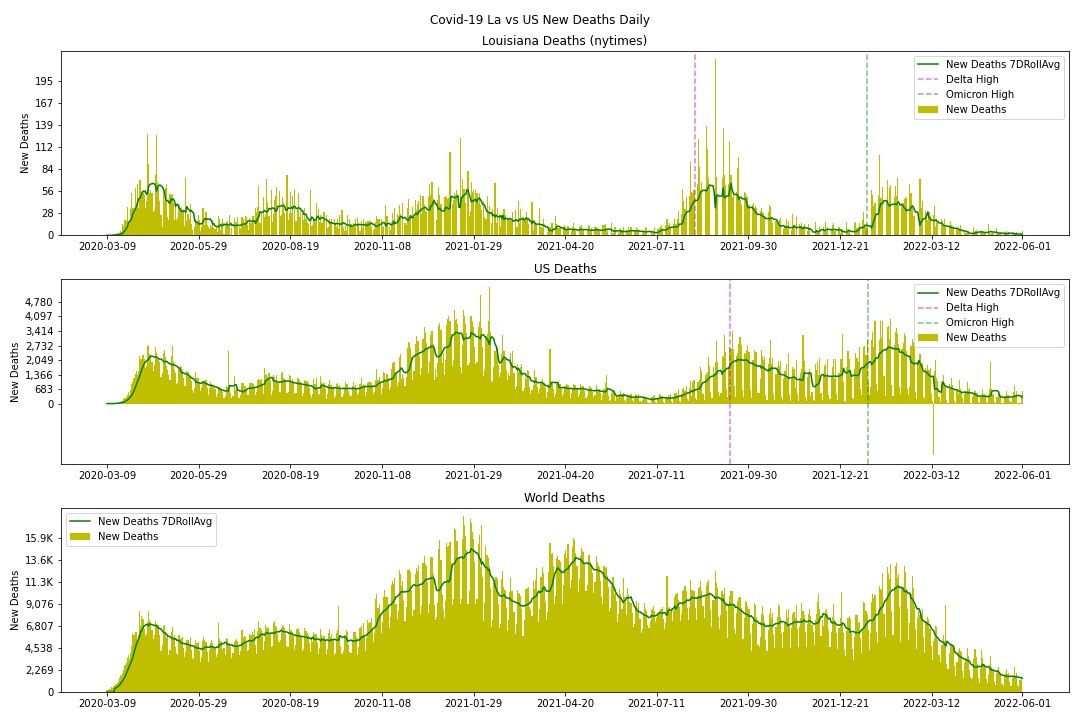 Covid-19 La vs US New Deaths Daily
Louisiana Deaths (nytimes)
New Deaths
195
167
139
112
84
56
28
0
New Deaths 7DRollAvg
Delta High
Omicron High
New Deaths
2020-03-09 2020-05-29 2020-08-19 2020-11-08 2021-01-29 2021-04-20 2021-07-11 2021-09-30 2021-12-21 2022-03-12 2022-06-01
US Deaths
New Deaths
4,780
4,097
3,414
2,732
2,049
1,366
683
0
New Deaths 7DRollAvg
Delta High
Omicron High
New Deaths
2020-03-09 2020-05-29 2020-08-19 2020-11-08 2021-01-29 2021-04-20 2021-07-11 2021-09-30 2021-12-21 2022-03-12 2022-06-01
World Deaths
New Deaths
15.9K
13.6K
11.3K
9,076
6,807
4,538
2,269
0
New Deaths 7DRollAvg
New Deaths
2020-03-09 2020-05-29 2020-08-19 2020-11-08 2021-01-29 2021-04-20 2021-07-11 2021-09-30 2021-12-21 2022-03-12 2022-06-01